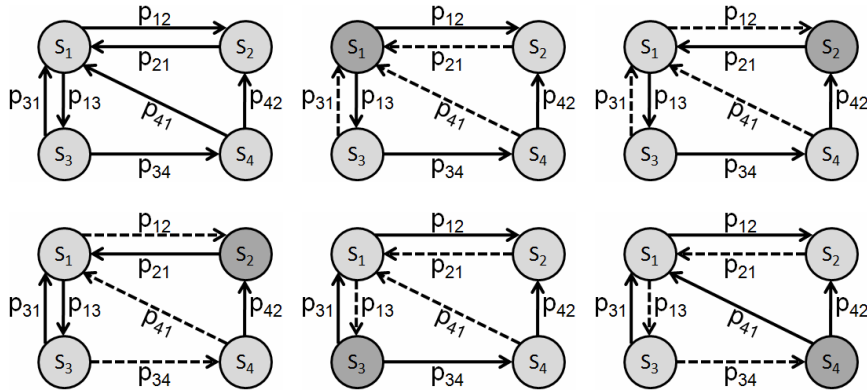 p12 p12 p12
S1 S2 S1 S2 S1 S2
p21 p21 p21
p31 p13 p41 p42 p31 p13 p41 p42 p31 p13 p41 p42
S3 S4 S3 S4 S3 S4
p34 p34 p34
p12 p12 p12
S1 S2 S1 S2 S1 S2
p21 p21 p21
p31 p13 p41 p42 p31 p13 p41 p42 p31 p13 p41 p42
S3 S4 S3 S4 S3 S4
p34 p34 p34